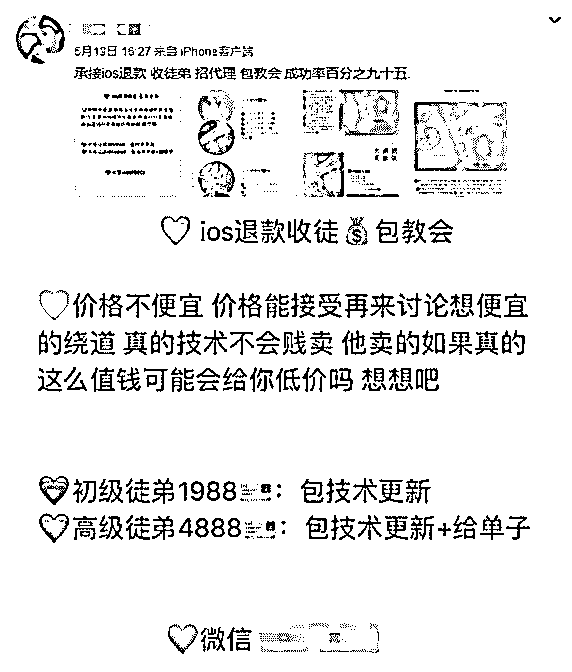 5月13日 16:27 来自 iPhone客户端
承接ios退款 收徒弟 招代理 包教会 成功率百分之九十五.
ios退款收徒 包教会
价格不便宜 价格能接受再来讨论想便宜
的绕道 真的技术不会贱卖 他卖的如果真的
这么值钱可能会给你低价吗 想想吧
初级徒弟1988 ：包技术更新
高级徒弟4888 ：包技术更新+给单子
微信